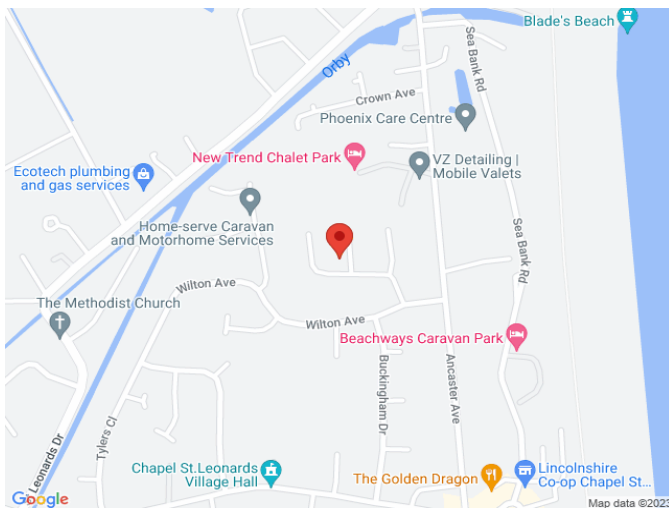 Blade's Beach
Orby
Sea Bank Rd
Crown Ave
Phoenix Care Centre
New Trend Chalet Park
VZ Detailing |
Mobile Valets
Ecotech plumbing
and gas services
Home-serve Caravan
and Motorhome Services
Sea Bank Rd
Wilton Ave
The Methodist Church
Wilton Ave
Beachways Caravan Park
Buckingham Dr
Ancaster Ave
Tylers Cl
Leonards Dr
Chapel St.Leonards
Village Hall
The Golden Dragon
Lincolnshire
Co-op Chapel St...
Google
Map data ©2023